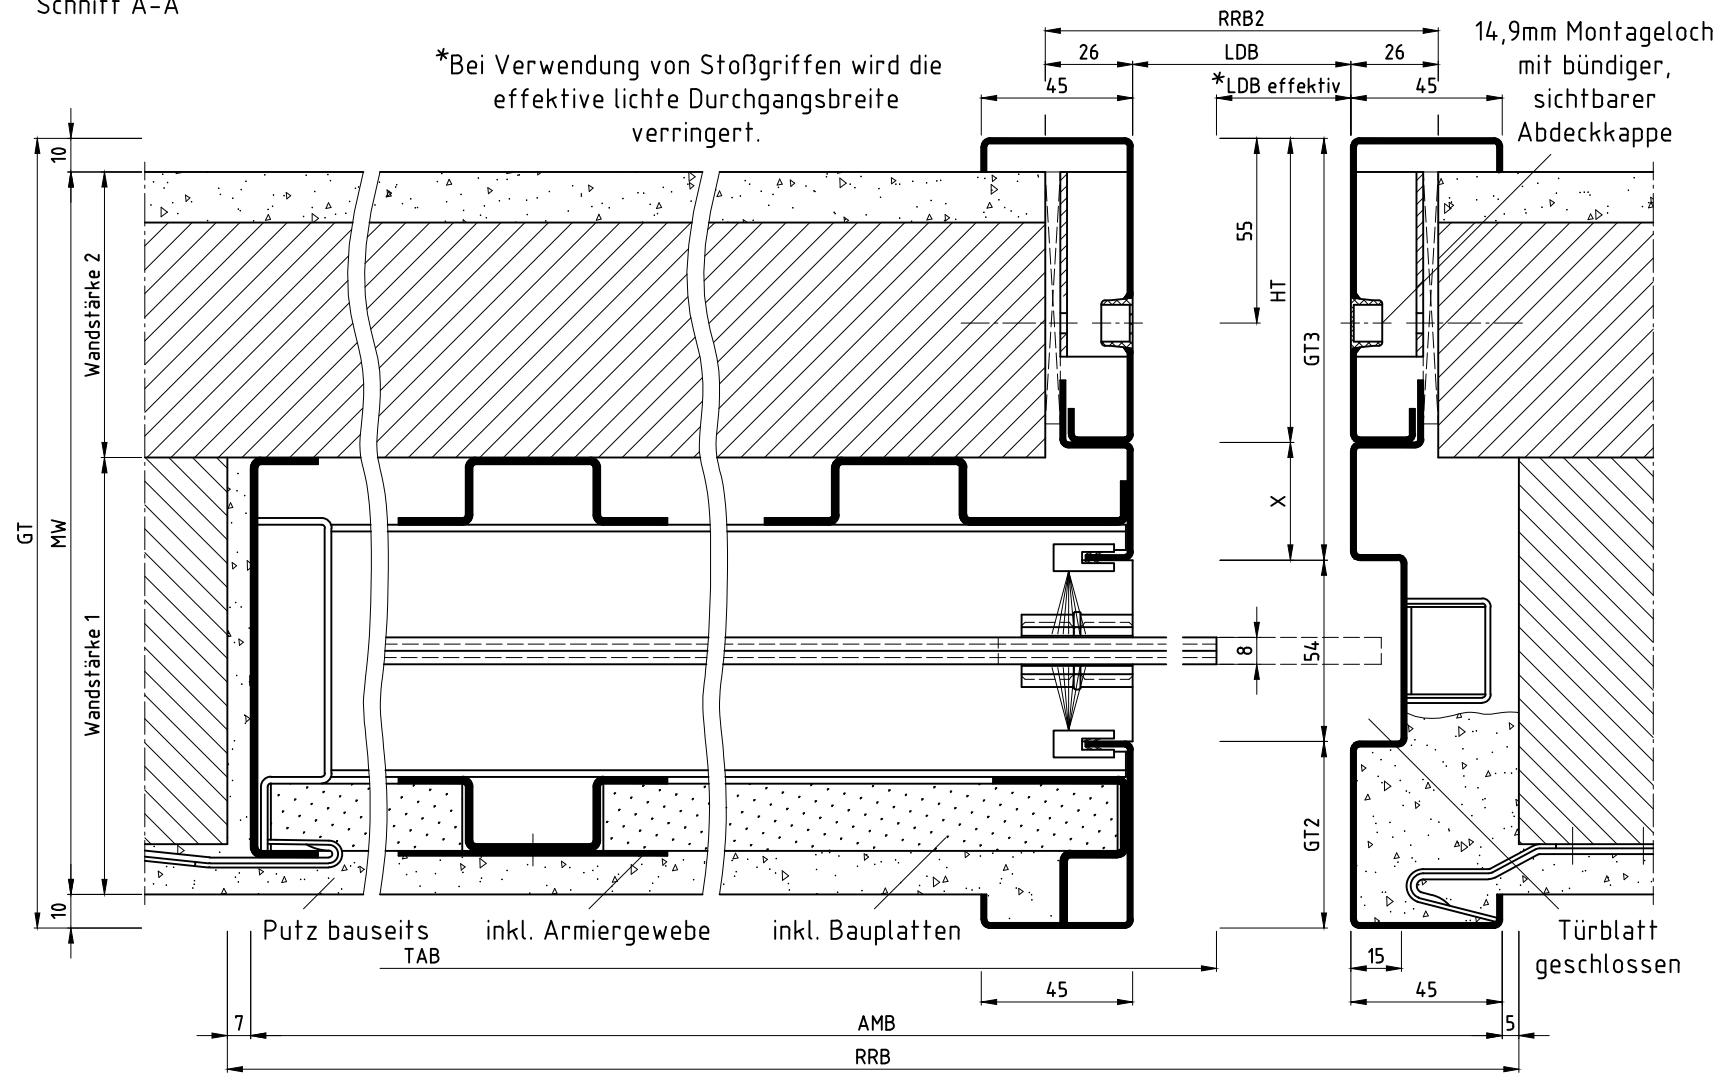 Schnitt A-A
RRB2
14,9mm Montageloch
mit bündiger,
sichtbarer
Abdeckkappe
*Bei Verwendung von Stoßgriffen wird die
effektive lichte Durchgangsbreite
verringert.
26
LDB
26
45
*LDB effektiv
45
10
55
HT
GT3
Wandstärke 2
GT
MW
X
Wandstärke 1
8
54
GT2
10
Putz bauseits
inkl. Armiergewebe
inkl. Bauplatten
Türblatt
geschlossen
TAB
15
45
45
7
AMB
5
RRB